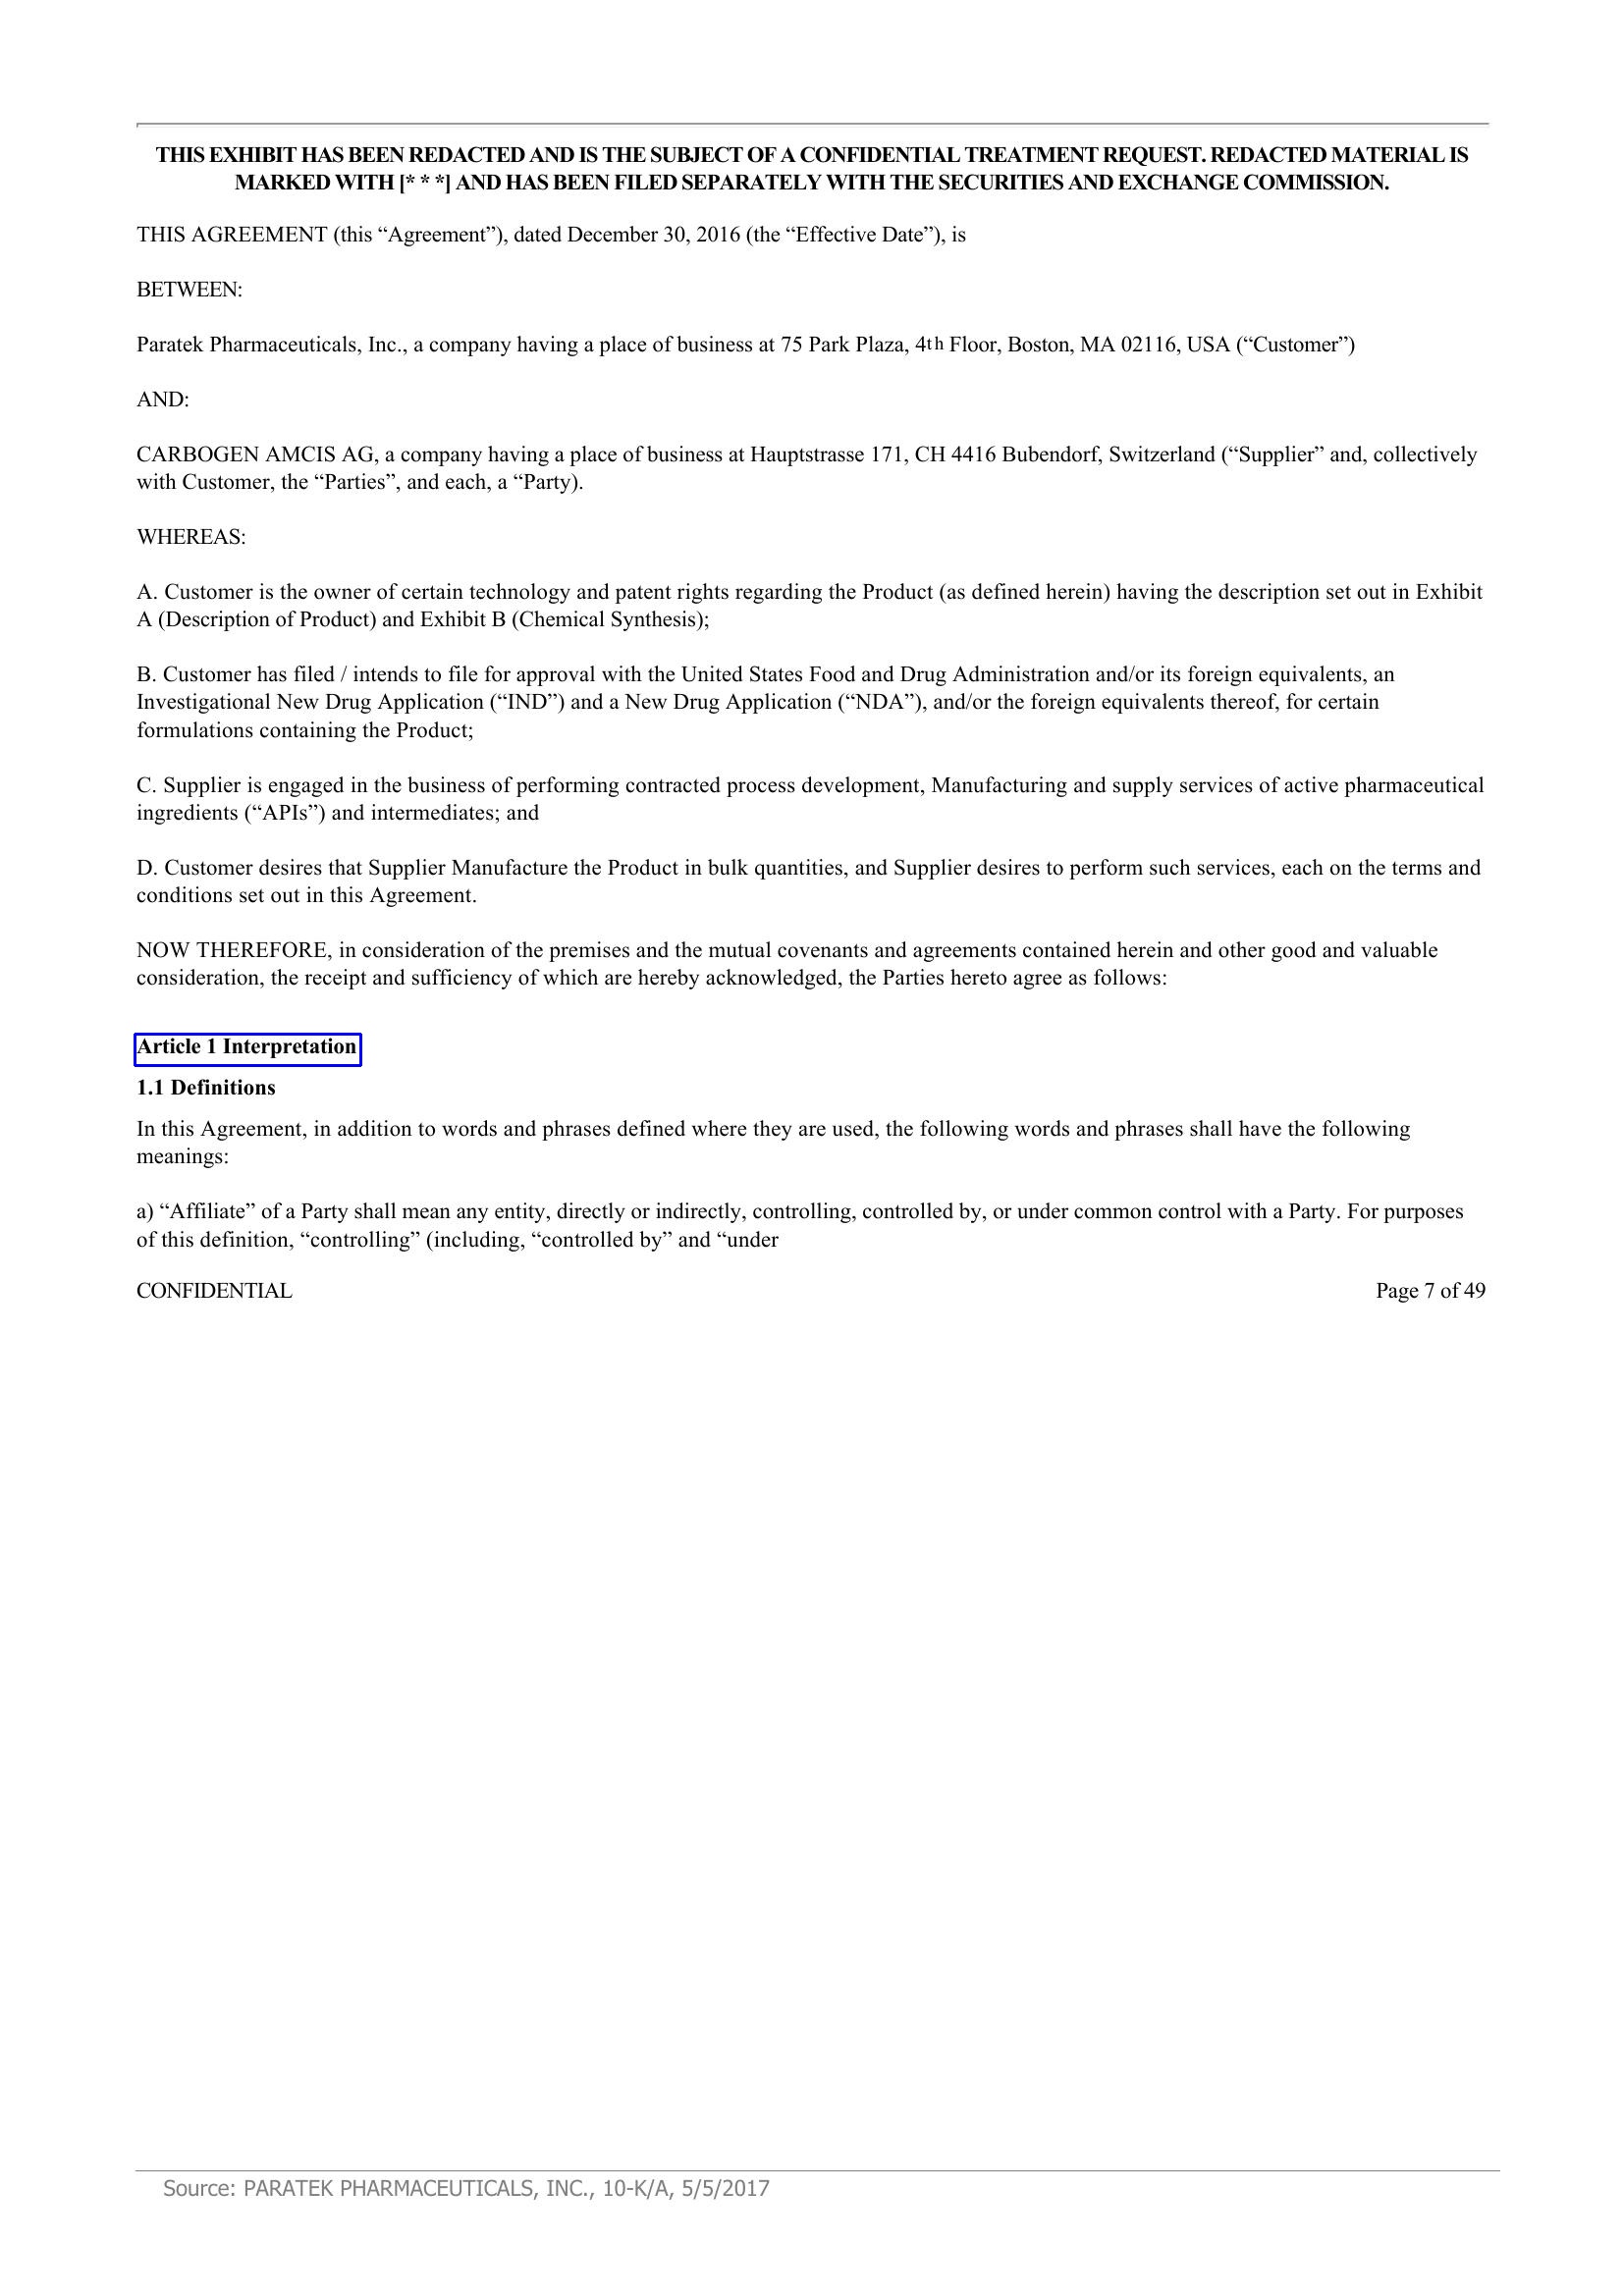 THIS EXHIBIT HAS BEEN REDACTED AND IS THE SUBJECT OF A CONFIDENTIAL TREATMENT REQUEST. REDACTED MATERIAL IS
MARKED WITH [* * *] AND HAS BEEN FILED SEPARATELY WITH THE SECURITIES AND EXCHANGE COMMISSION.
THIS AGREEMENT (this “Agreement”), dated December 30, 2016 (the “Effective Date”), is
BETWEEN:
Paratek Pharmaceuticals, Inc., a company having a place of business at 75 Park Plaza, 4th Floor, Boston, MA 02116, USA (“Customer”)
AND:
CARBOGEN AMCIS AG, a company having a place of business at Hauptstrasse 171, CH 4416 Bubendorf, Switzerland (“Supplier” and, collectively
with Customer, the “Parties”, and each, a “Party).
WHEREAS:
A. Customer is the owner of certain technology and patent rights regarding the Product (as defined herein) having the description set out in Exhibit
A (Description of Product) and Exhibit B (Chemical Synthesis);
B. Customer has filed / intends to file for approval with the United States Food and Drug Administration and/or its foreign equivalents, an
Investigational New Drug Application (“IND”) and a New Drug Application (“NDA”), and/or the foreign equivalents thereof, for certain
formulations containing the Product;
C. Supplier is engaged in the business of performing contracted process development, Manufacturing and supply services of active pharmaceutical
ingredients (“APIs”) and intermediates; and
D. Customer desires that Supplier Manufacture the Product in bulk quantities, and Supplier desires to perform such services, each on the terms and
conditions set out in this Agreement.
NOW THEREFORE, in consideration of the premises and the mutual covenants and agreements contained herein and other good and valuable
consideration, the receipt and sufficiency of which are hereby acknowledged, the Parties hereto agree as follows:
Article 1 Interpretation
1.1 Definitions
In this Agreement, in addition to words and phrases defined where they are used, the following words and phrases shall have the following
meanings:
a) “Affiliate” of a Party shall mean any entity, directly or indirectly, controlling, controlled by, or under common control with a Party. For purposes
of this definition, “controlling” (including, “controlled by” and “under
CONFIDENTIAL Page 7 of 49
Source: PARATEK PHARMACEUTICALS, INC., 10-K/A, 5/5/2017